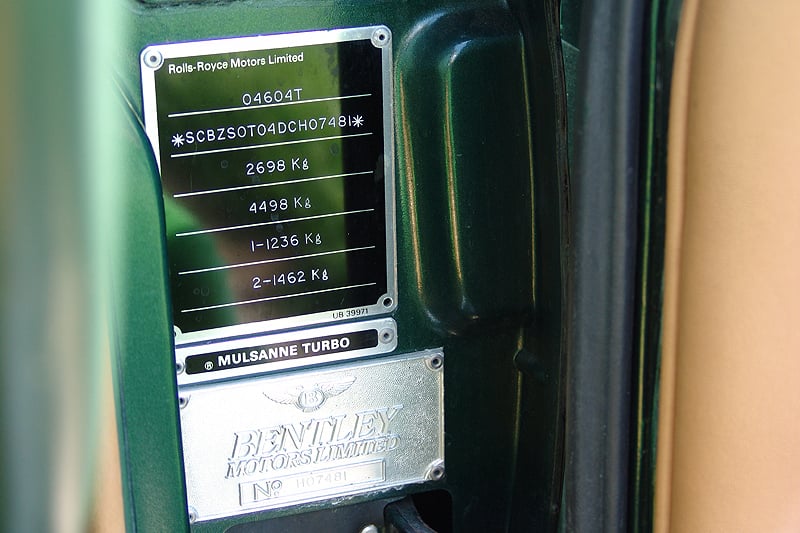 Rolls-Royce Motors Limited
04604T
*SCBZS0T04DCH07481*
2698 Kg
4498 Kg
1-1236 Kg
2-1462 Kg
UB 39971
® MULSANNE TURBO
B
BENTLEY
MOTORS LIMITED
No H07481